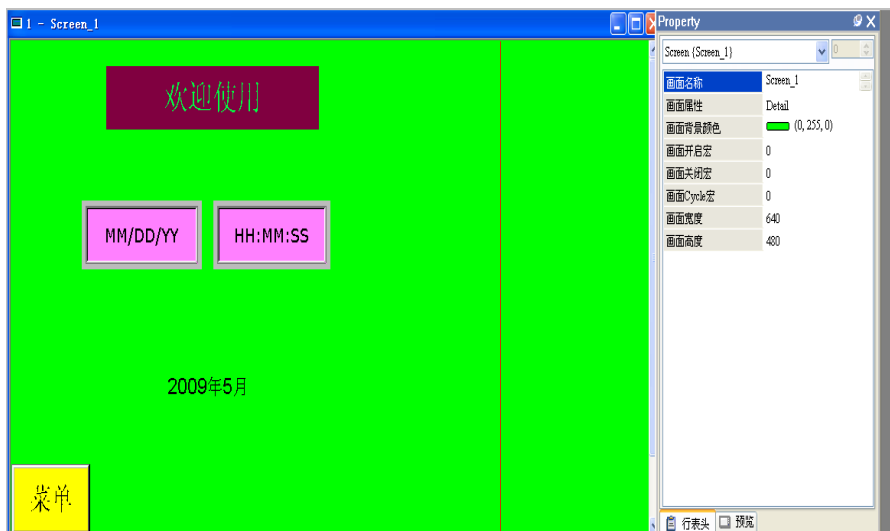 1 - Screen_1
欢迎使用
MM/DD/YY
HH:MM:SS
2009年5月
菜单
Property
Screen {Screen_1}
0
画面名称 Screen_1
画面属性 Detail
画面背景颜色 (0, 255, 0)
画面开启宏 0
画面关闭宏 0
画面Cycle宏 0
画面宽度 640
画面高度 480
行表头 预览